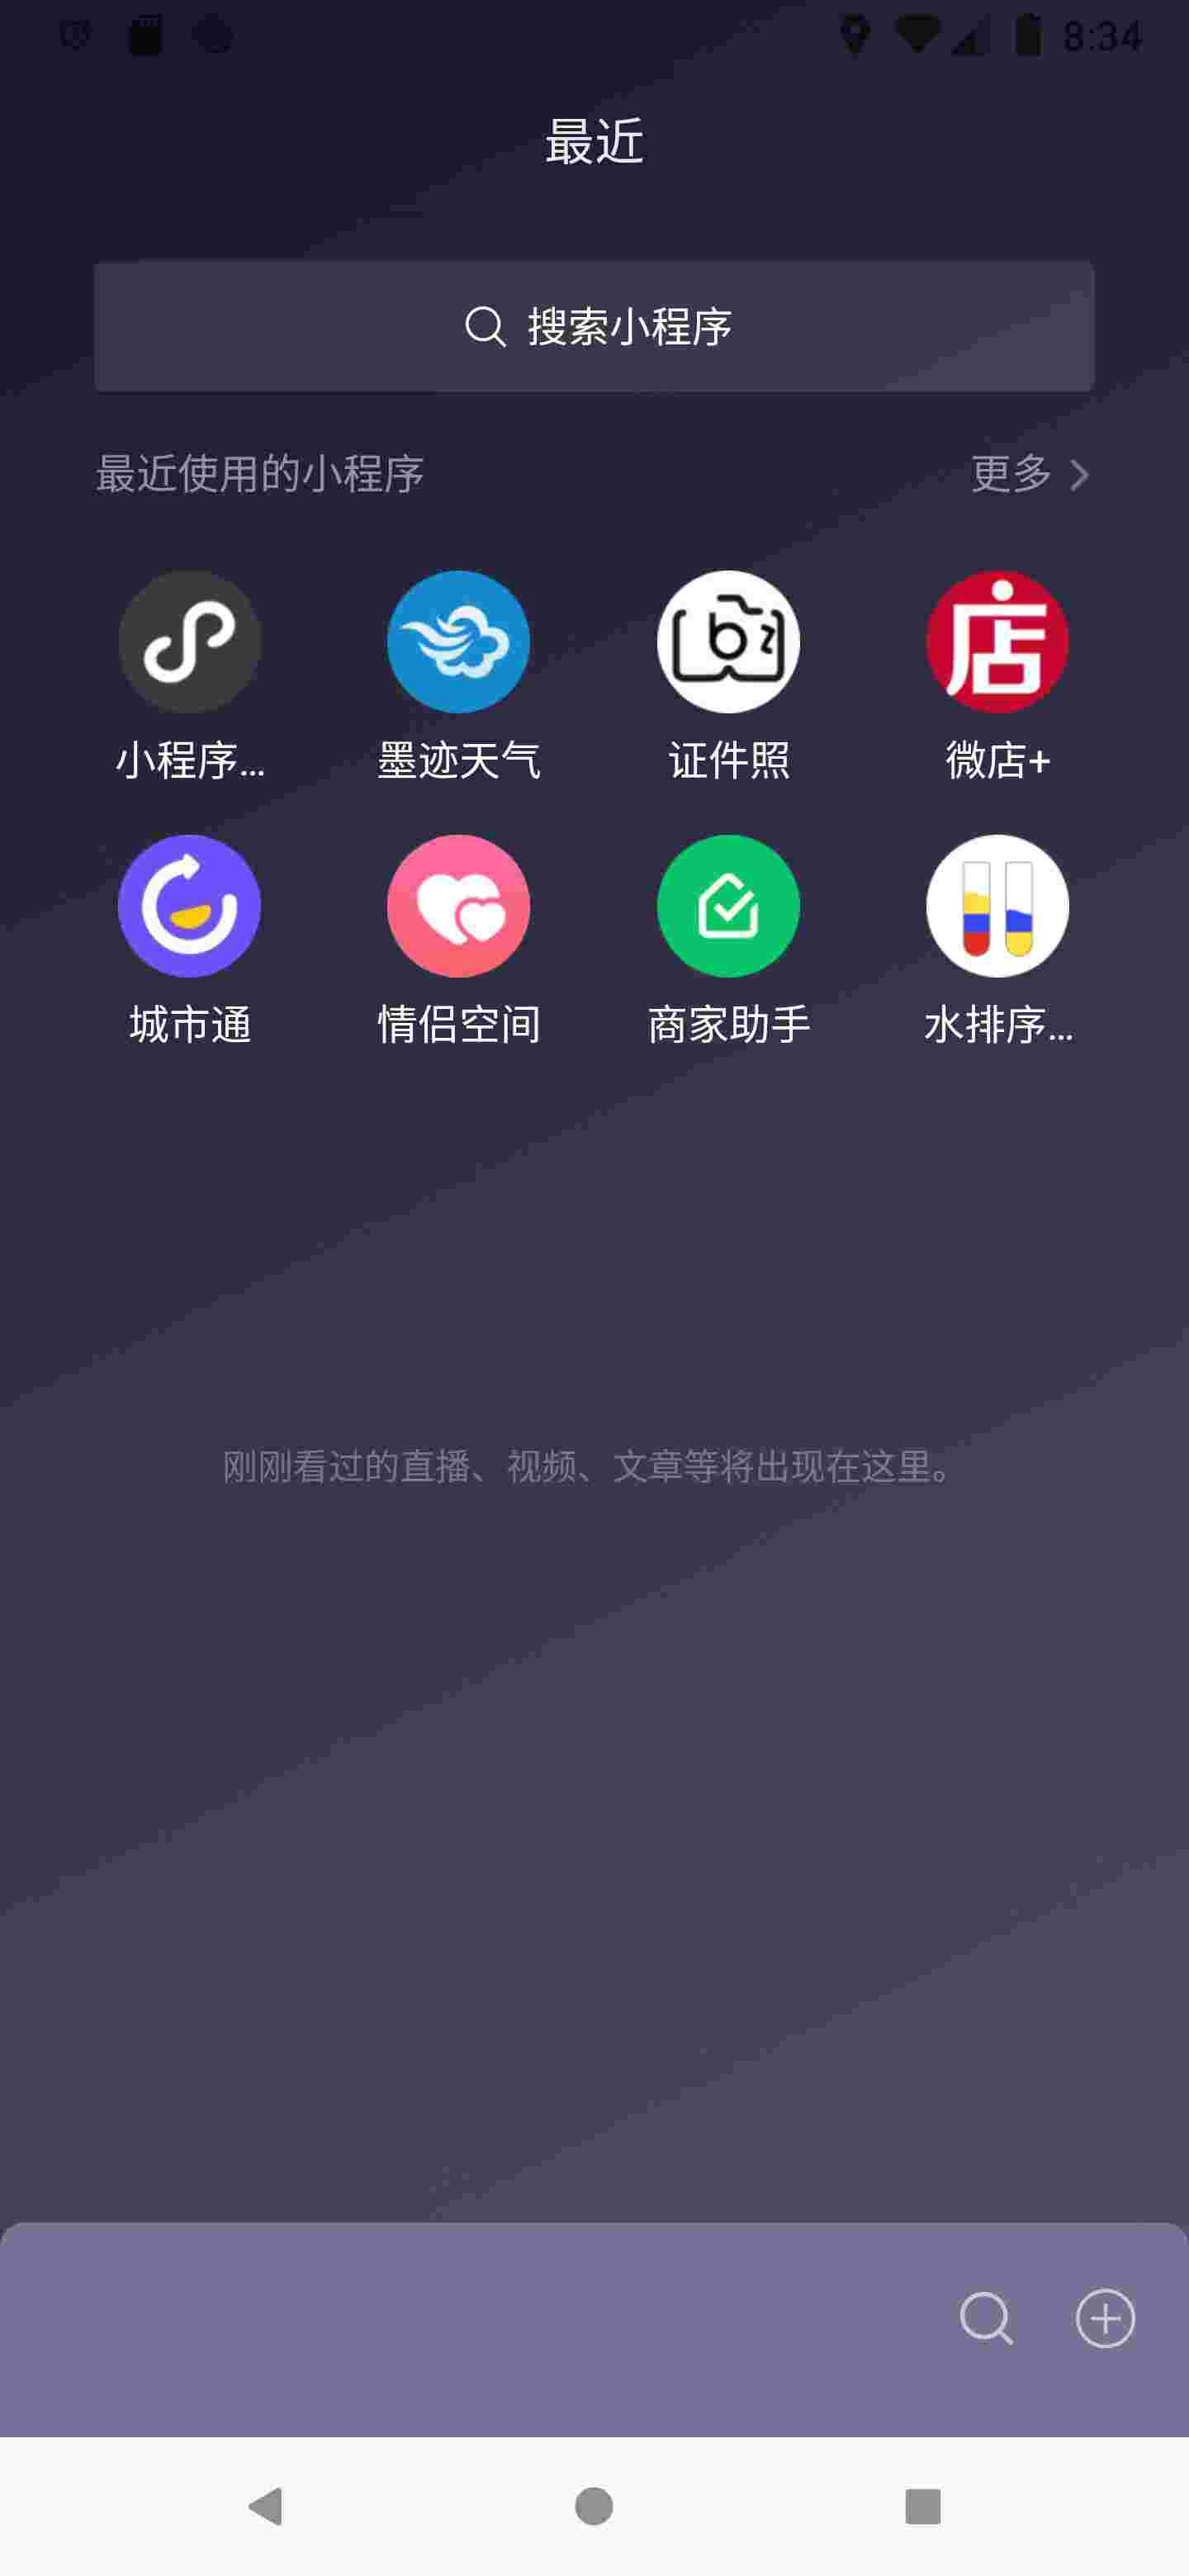 8:34
最近
搜索小程序
最近使用的小程序
更多
小程序...
墨迹天气
证件照
微店+
城市通
情侣空间
商家助手
水排序...
刚刚看过的直播、视频、文章等将出现在这里。